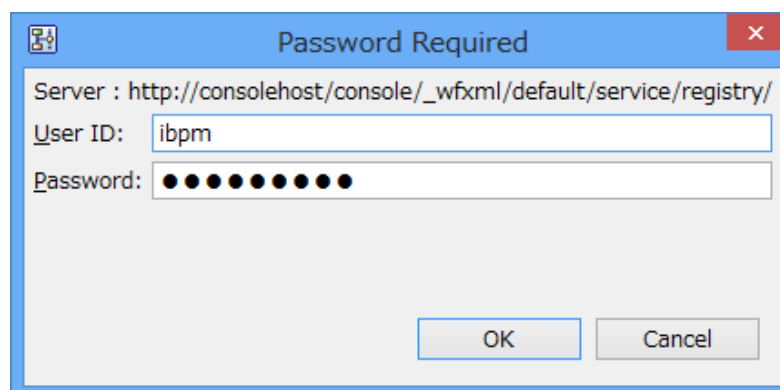 Password Required
Server : http://consolehost/console/_wfxml/default/service/registry/
User ID: ibpm
Password: ●●●●●●●●●
OK Cancel